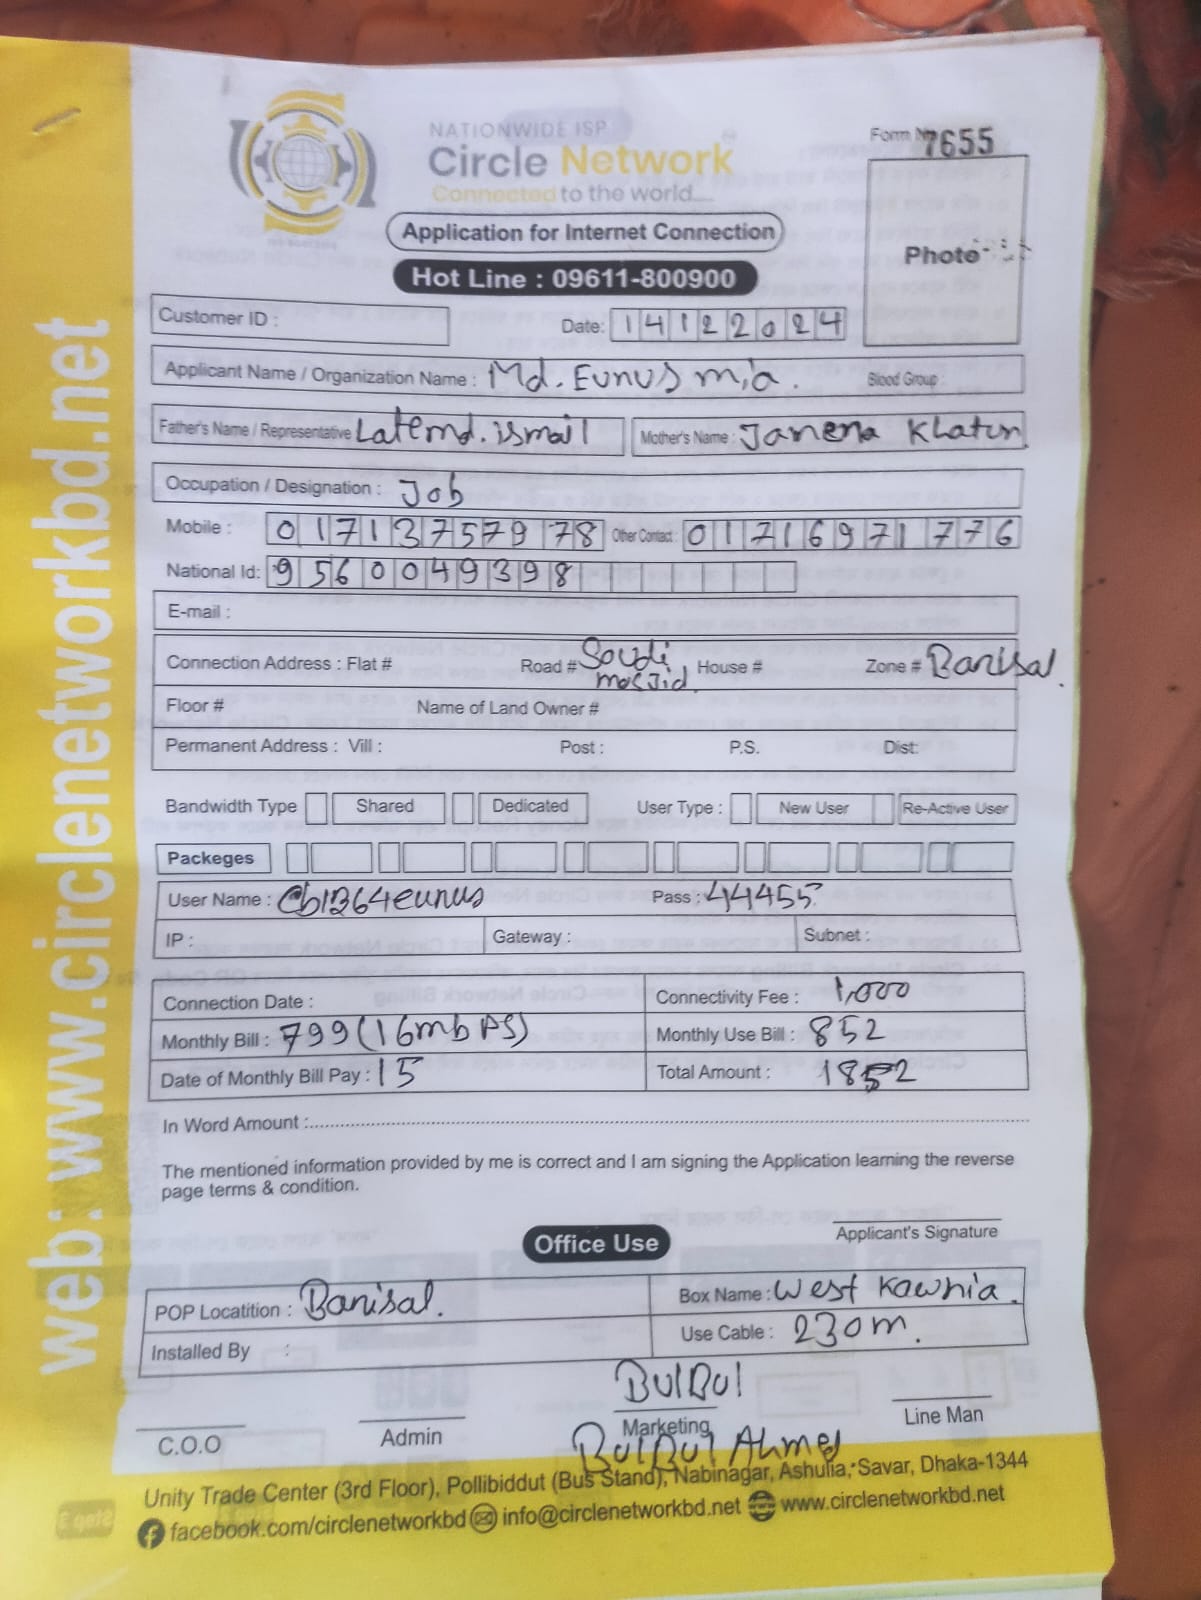 NATIONWIDE ISP
Circle Network
Connected to the world....
Form No 7655
Application for Internet Connection
Photo
Hot Line : 09611-800900
Customer ID :
Date: 14122024
Applicant Name / Organization Name : Md. Eunus mia. Blood Group :
Father's Name / Representative Late md. ismail Mother's Name : Janena Khatun
Occupation / Designation : Job
Mobile : 01713757978 Other Contact : 01716971776
National Id: 9560049398
E-mail :
Connection Address : Flat # Road # Soudi masjid, House # Zone # Barisal.
Floor # Name of Land Owner #
Permanent Address : Vill : Post : P.S. Dist:
Bandwidth Type Shared Dedicated User Type : New User Re-Active User
Packeges
User Name : cb1364eunus Pass : 44455
IP : Gateway : Subnet :
Connection Date : Connectivity Fee : 1,000
Monthly Bill : 799 (16mbps) Monthly Use Bill : 852
Date of Monthly Bill Pay : 15 Total Amount : 1852
In Word Amount :
The mentioned information provided by me is correct and I am signing the Application learning the reverse
page terms & condition.
Applicant's Signature
Office Use
POP Locatition : Barisal. Box Name : West Kawnia.
Installed By : Use Cable : 230m.
BulBul
C.O.O Admin Marketing Line Man
BulBul Ahmed
Unity Trade Center (3rd Floor), Pollibiddut (Bus Stand), Nabinagar, Ashulia, Savar, Dhaka-1344
facebook.com/circlenetworkbd info@circlenetworkbd.net www.circlenetworkbd.net
web: www.circlenetworkbd.net